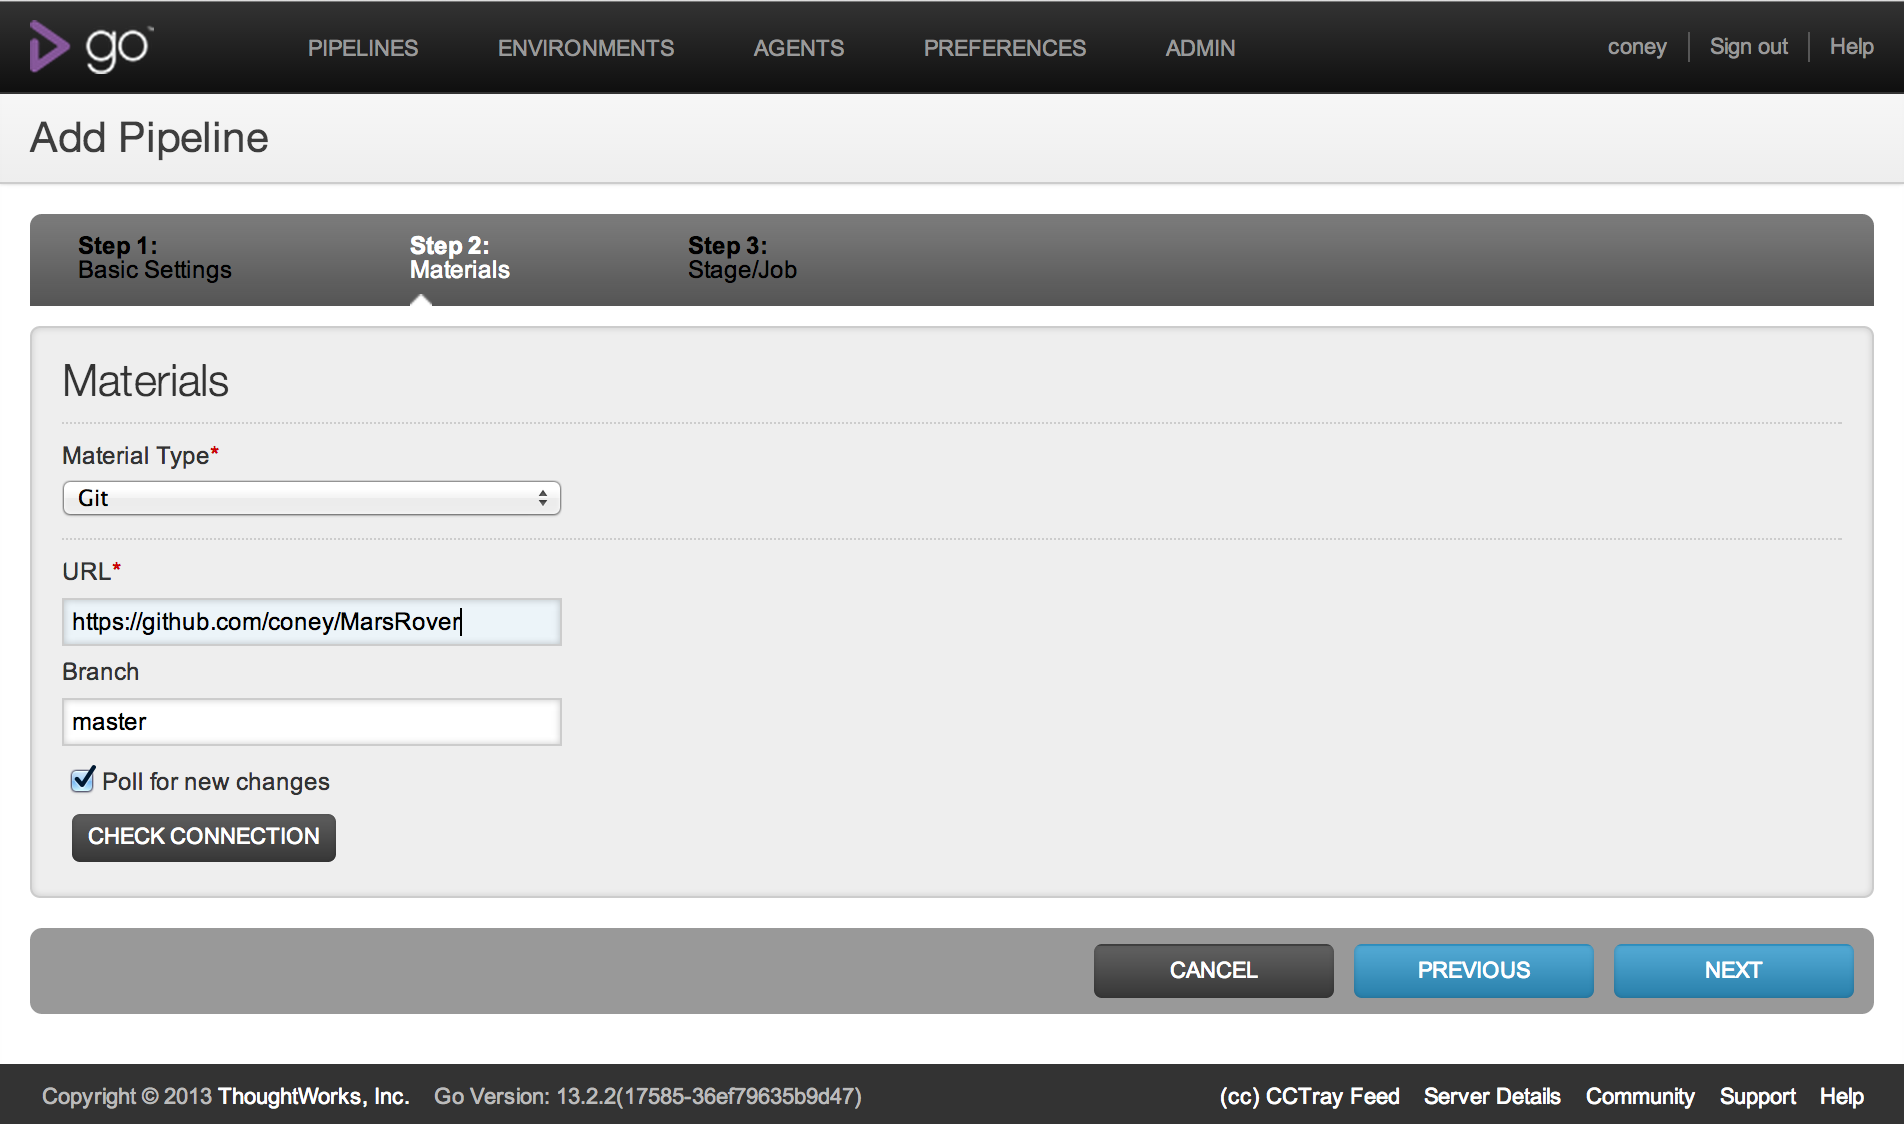 go™
PIPELINES ENVIRONMENTS AGENTS PREFERENCES ADMIN
coney Sign out Help
Add Pipeline
Step 1:
Basic Settings
Step 2:
Materials
Step 3:
Stage/Job
Materials
Material Type*
Git
URL*
https://github.com/coney/MarsRover
Branch
master
Poll for new changes
CHECK CONNECTION
CANCEL PREVIOUS NEXT
Copyright © 2013 ThoughtWorks, Inc. Go Version: 13.2.2(17585-36ef79635b9d47)
(cc) CCTray Feed Server Details Community Support Help